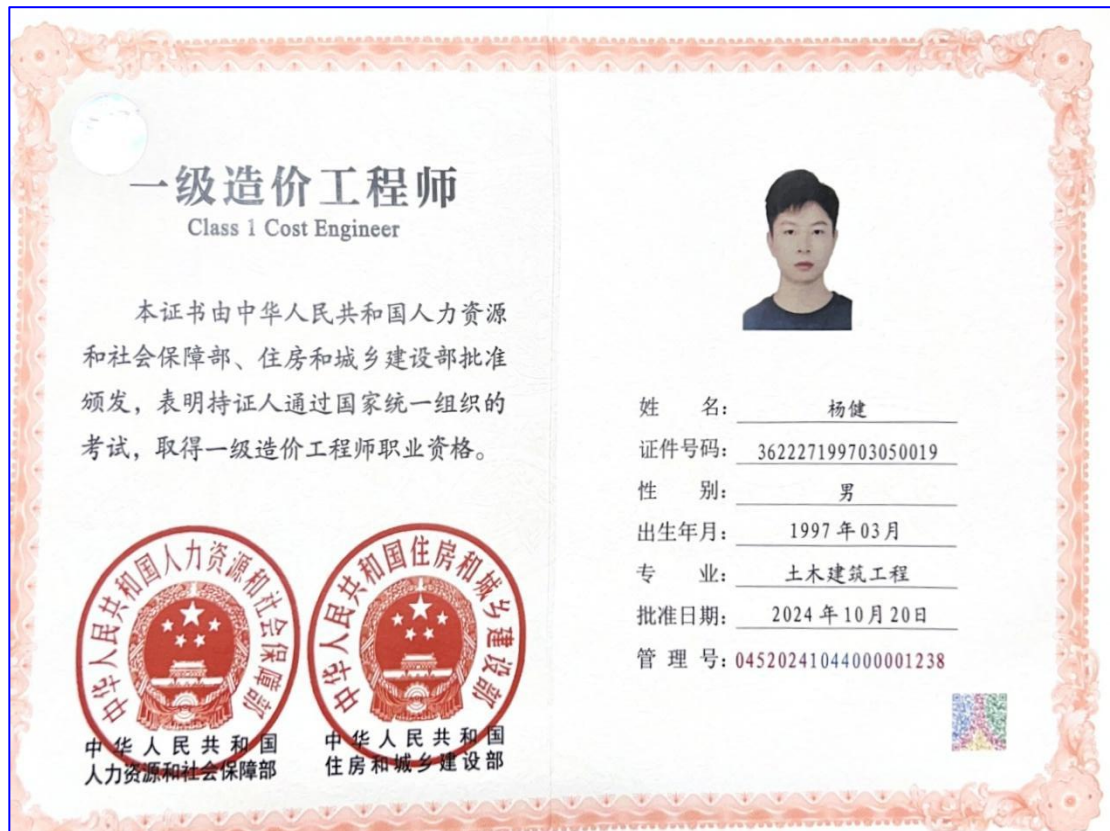 一级造价工程师
Class 1 Cost Engineer
本证书由中华人民共和国人力资源
和社会保障部、住房和城乡建设部批准
颁发，表明持证人通过国家统一组织的
考试，取得一级造价工程师职业资格。
中华人民共和国人力资源和社会保障部
中华人民共和国
人力资源和社会保障部
中华人民共和国住房和城乡建设部
中华人民共和国
住房和城乡建设部
姓名：杨健
证件号码：362227199703050019
性别：男
出生年月：1997年03月
专业：土木建筑工程
批准日期：2024年10月20日
管理号：04520241044000001238